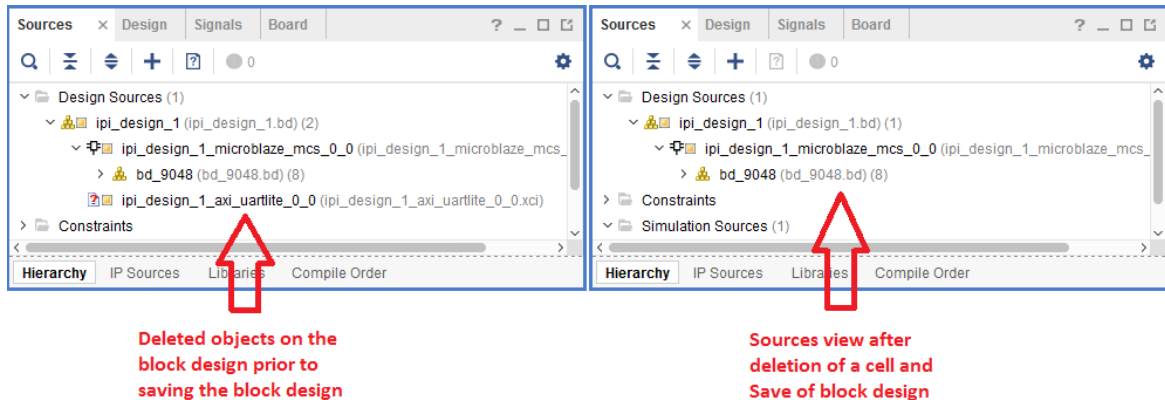 Sources × Design Signals Board ? _
0
Design Sources (1)
ipi_design_1 (ipi_design_1.bd) (2)
ipi_design_1_microblaze_mcs_0_0 (ipi_design_1_microblaze_mcs_
bd_9048 (bd_9048.bd) (8)
ipi_design_1_axi_uartlite_0_0 (ipi_design_1_axi_uartlite_0_0.xci)
Constraints
Hierarchy IP Sources Libraries Compile Order
Deleted objects on the
block design prior to
saving the block design
Sources × Design Signals Board ? _
0
Design Sources (1)
ipi_design_1 (ipi_design_1.bd) (1)
ipi_design_1_microblaze_mcs_0_0 (ipi_design_1_microblaze_mcs_
bd_9048 (bd_9048.bd) (8)
Constraints
Simulation Sources (1)
Hierarchy IP Sources Libraries Compile Order
Sources view after
deletion of a cell and
Save of block design